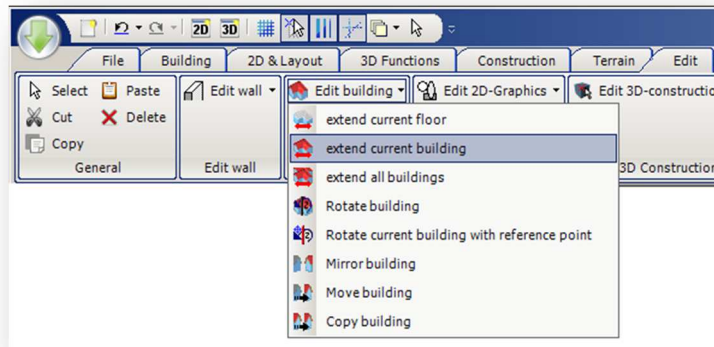 2D 3D
File Building 2D & Layout 3D Functions Construction Terrain Edit
Select Paste Edit wall Edit building Edit 2D-Graphics Edit 3D-constructio
Cut Delete
Copy
General Edit wall 3D Construction
extend current floor
extend current building
extend all buildings
Rotate building
Rotate current building with reference point
Mirror building
Move building
Copy building